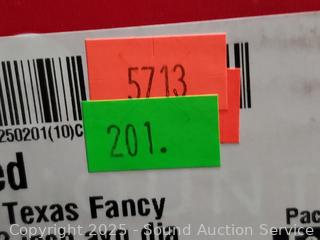 5713
201.
250201(10)C
ed
Texas Fancy
Pac
Copyright 2025 - Sound Auction Service